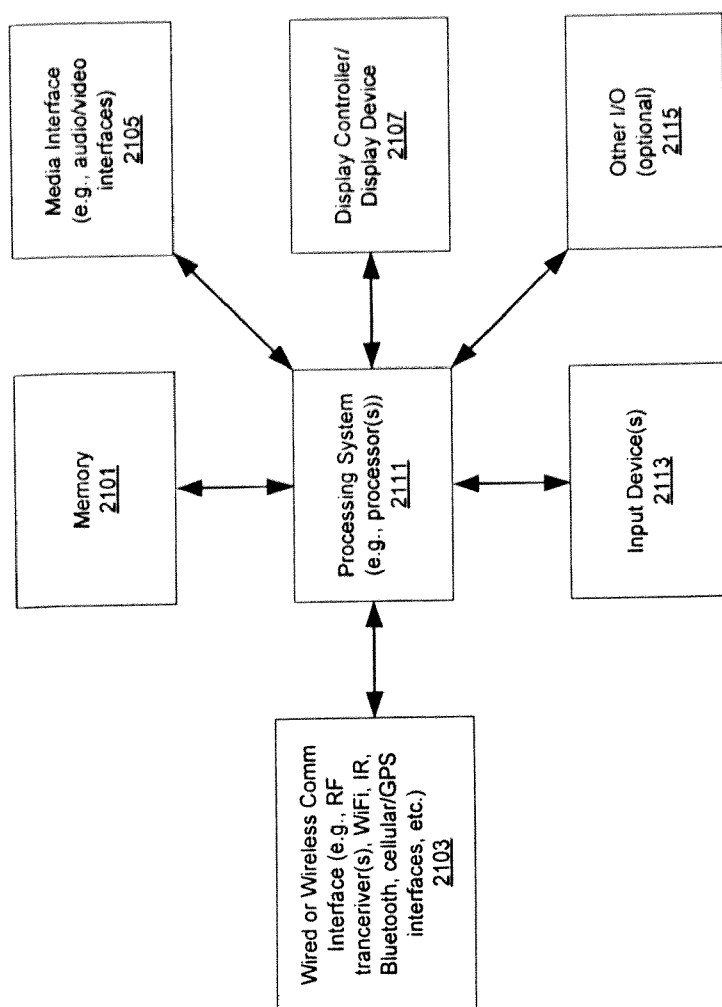 Memory
2101
Media Interface
(e.g., audio/video
interfaces)
2105
Wired or Wireless Comm
Interface (e.g., RF
tranceriver(s), WiFi, IR,
Bluetooth, cellular/GPS
interfaces, etc.)
2103
Processing System
(e.g., processor(s))
2111
Display Controller/
Display Device
2107
Input Device(s)
2113
Other I/O
(optional)
2115